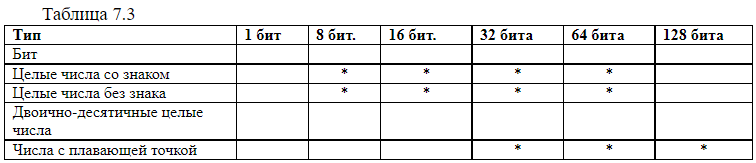 Таблица 7.3
Тип 1 бит 8 бит. 16 бит. 32 бита 64 бита 128 бита
Бит
Целые числа со знаком * * * *
Целые числа без знака * * * *
Двоично-десятичные целые
числа
Числа с плавающей точкой * * *